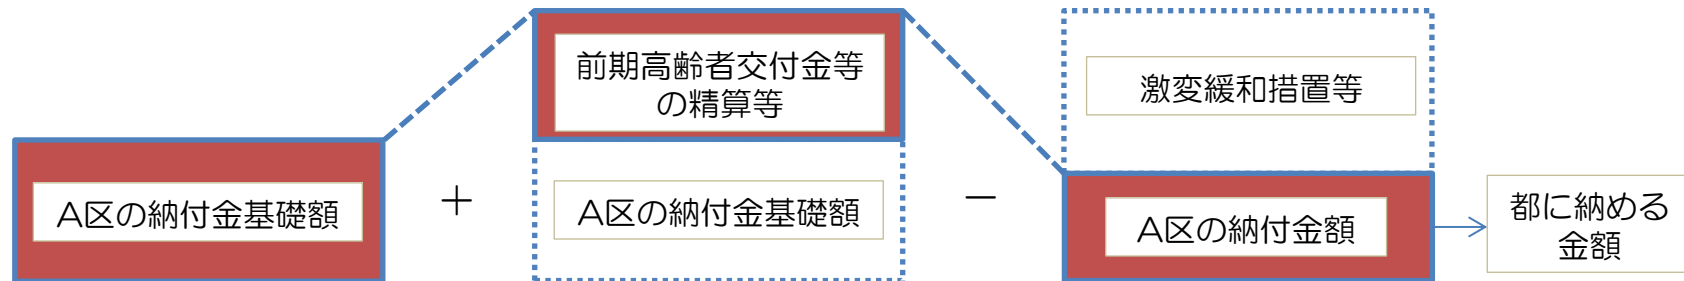 A区の納付金基礎額
＋
前期高齢者交付金等
の精算等
A区の納付金基礎額
－
激変緩和措置等
A区の納付金額
都に納める
金額